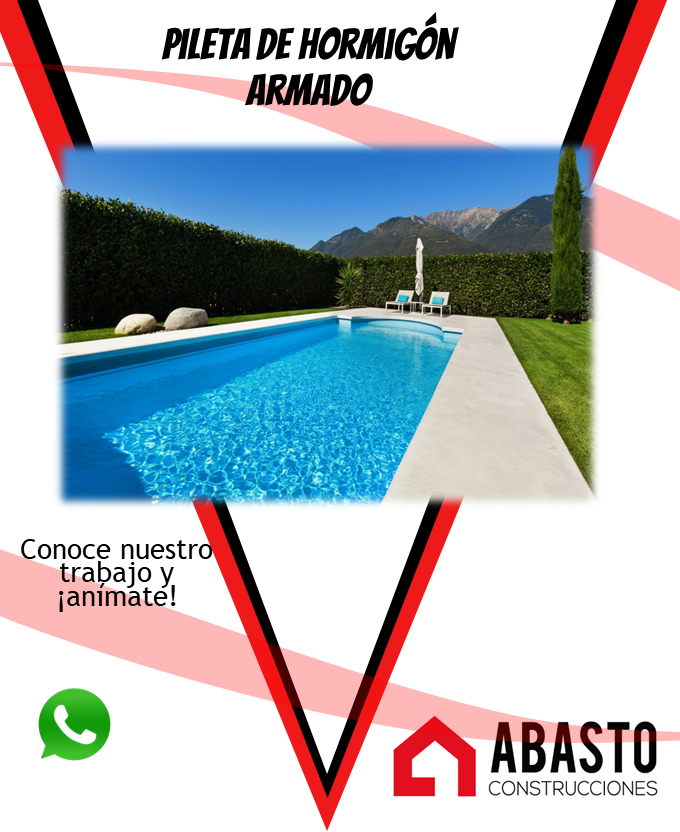 PILETA DE HORMIGÓN
ARMADO
Conoce nuestro
trabajo y
¡anímate!
ABASTO
CONSTRUCCIONES